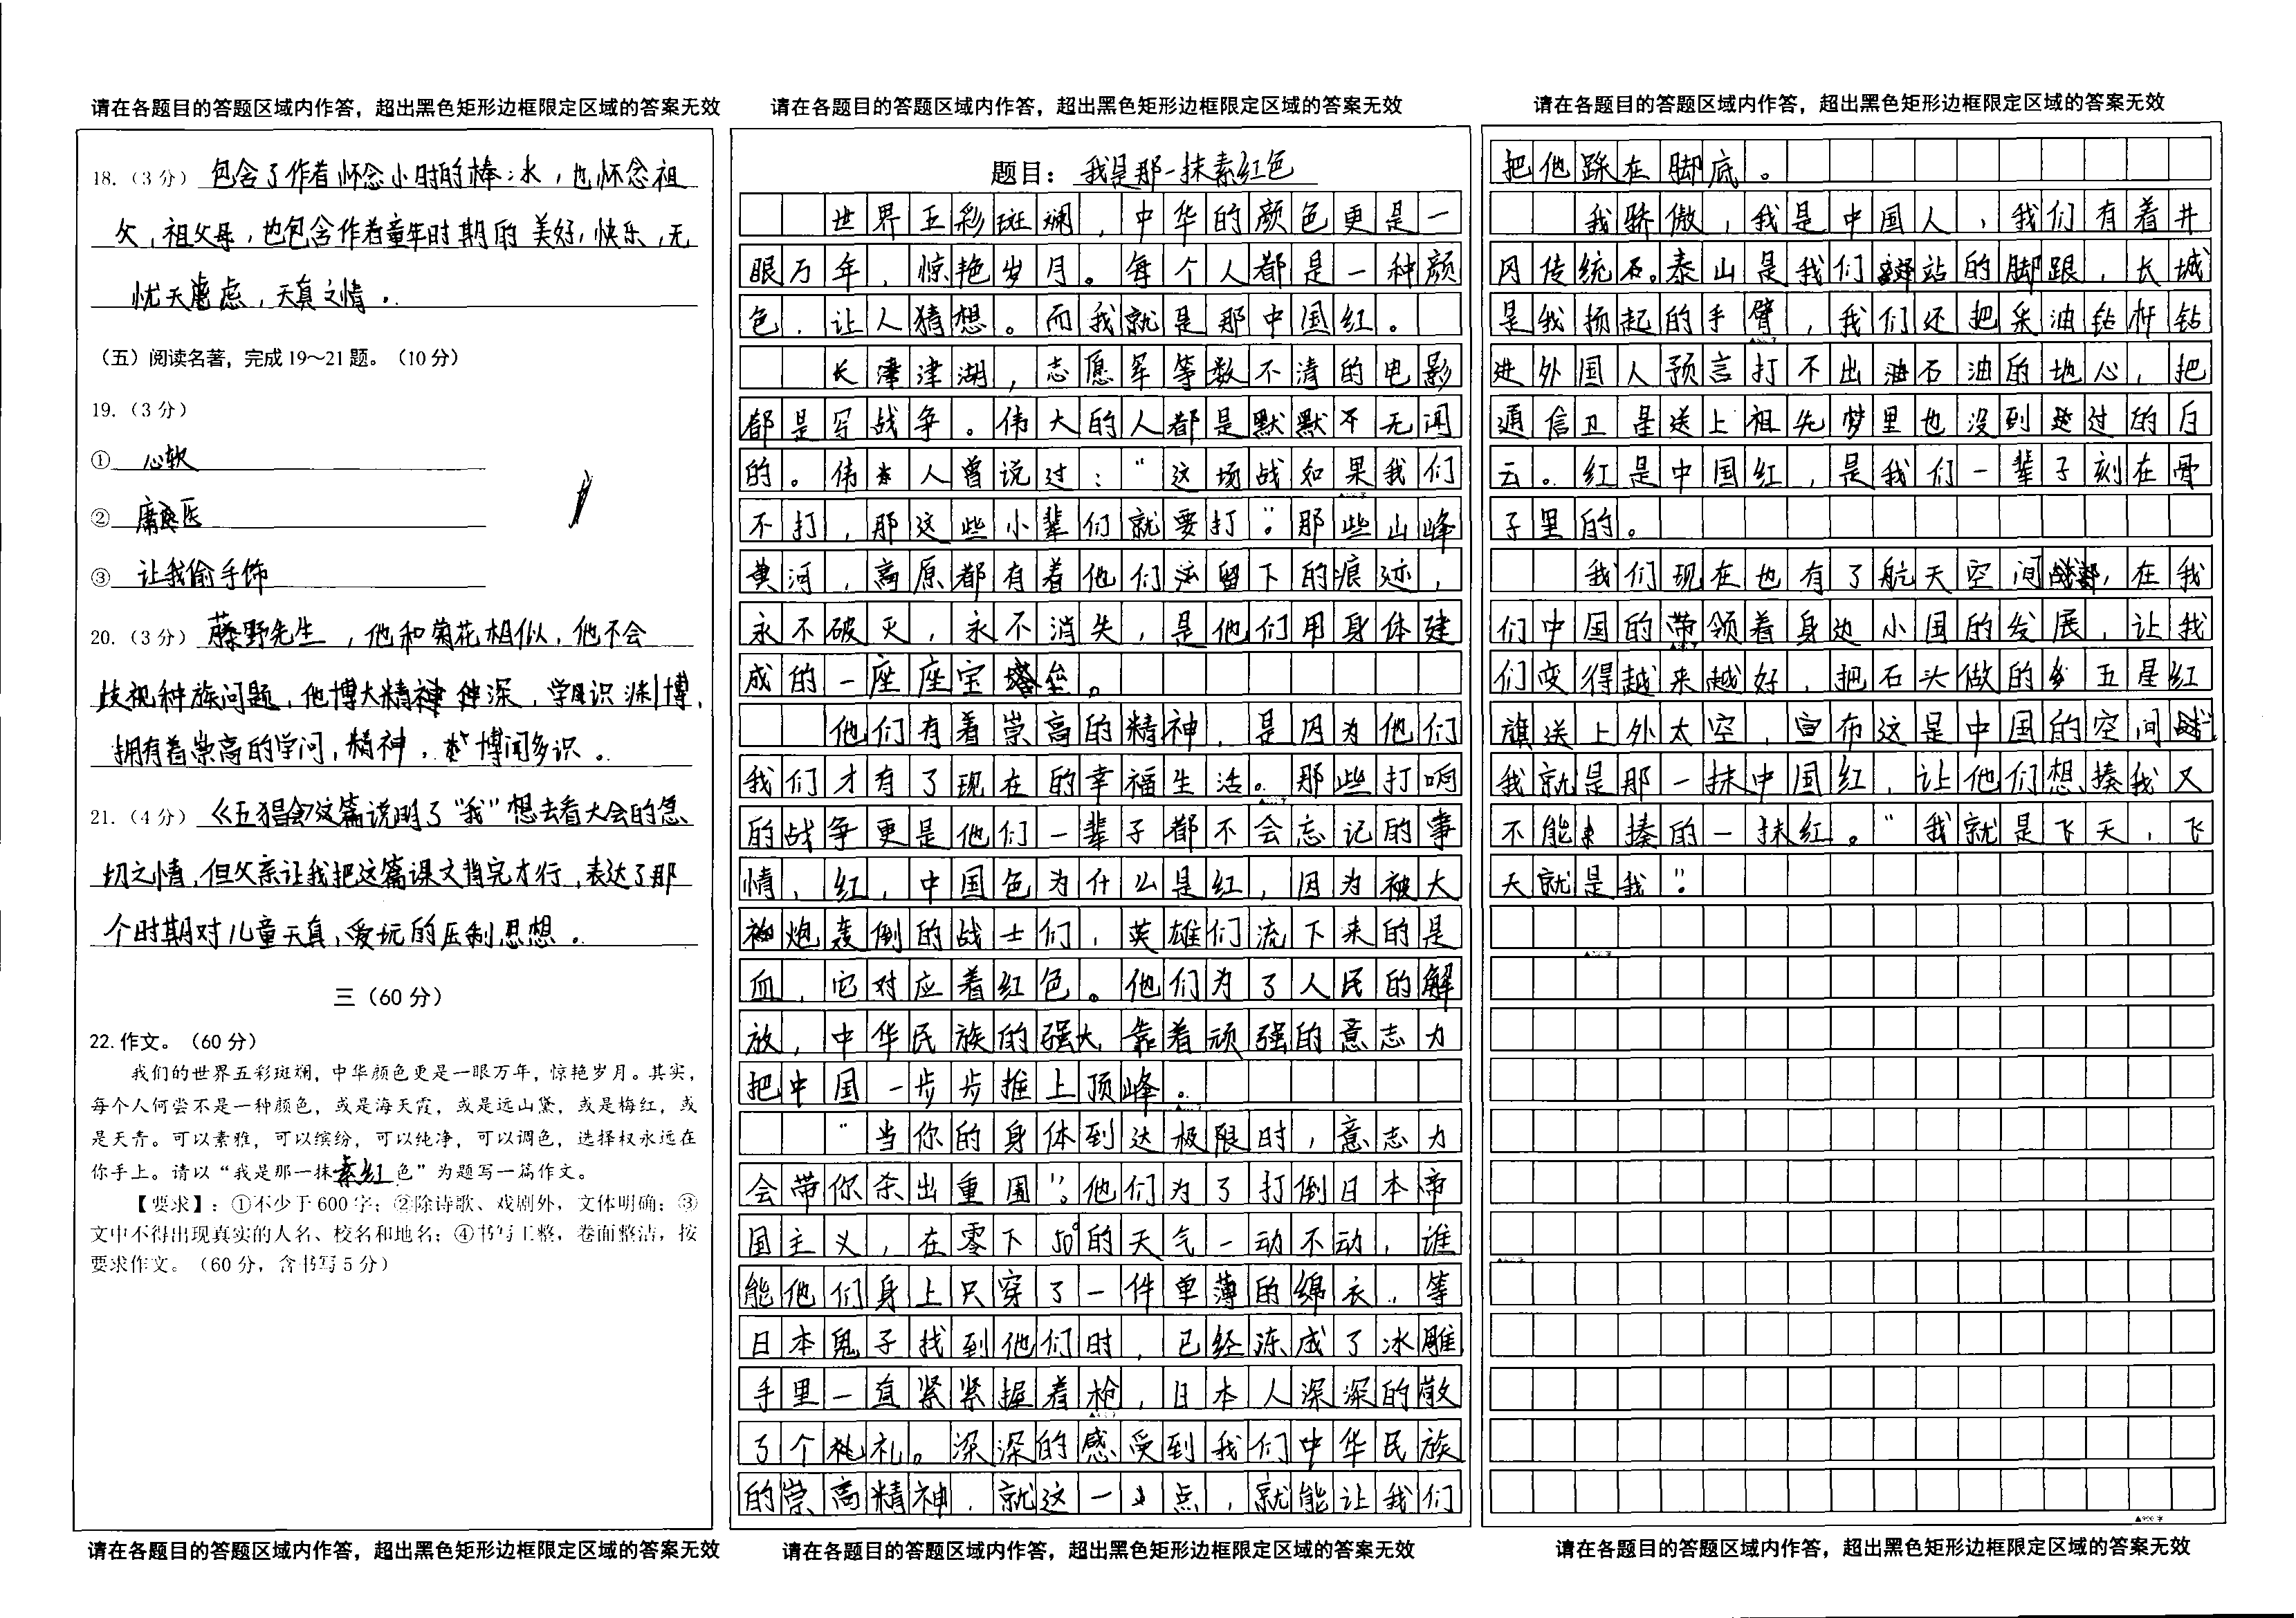 请在各题目的答题区域内作答，超出黑色矩形边框限定区域的答案无效
18.（3 分）包含了作者怀念小时的棒冰，也怀念祖
父，祖父母，也包含作者童年时期的美好，快乐，无
忧无虑，天真之情。
（五）阅读名著，完成 19～21 题。（10 分）
19.（3 分）
① 心软
② 庸医
③ 让我偷手饰
20.（3 分）藤野先生，他和菊花相似，他不会
歧视种族问题，他博大精神深，学识渊博，
拥有着崇高的学问，精神，博闻多识。
21.（4 分）《五猖会》这篇说明了“我”想去看大会的急
切之情，但父亲让我把这篇课文背完才行，表达了那
个时期对儿童天真，爱玩的压制思想。
三（60 分）
22.作文。（60 分）
我们的世界五彩斑斓，中华颜色更是一眼万年，惊艳岁月。其实，
每个人何尝不是一种颜色，或是海天霞，或是远山黛，或是梅红，或
是天青。可以素雅，可以缤纷，可以纯净，可以调色，选择权永远在
你手上。请以“我是那一抹素红色”为题写一篇作文。
【要求】：①不少于 600 字；②除诗歌、戏剧外，文体明确；③
文中不得出现真实的人名、校名和地名；④书写工整，卷面整洁，按
要求作文。（60 分，含书写 5 分）
请在各题目的答题区域内作答，超出黑色矩形边框限定区域的答案无效
请在各题目的答题区域内作答，超出黑色矩形边框限定区域的答案无效
题目：我是那一抹素红色
世界五彩斑斓，中华的颜色更是一
眼万年，惊艳岁月。每个人都是一种颜
色，让人猜想。而我就是那中国红。
长津湖，志愿军等数不清的电影
都是写战争。伟大的人都是默默不无闻
的。伟人曾说过：“这场战如果我们
不打，那这些小辈们就要打”。那些山峰
黄河，高原都有着他们留下的痕迹，
永不破灭，永不消失，是他们用身体建
成的一座座宝垒。
他们有着崇高的精神，是因为他们
我们才有了现在的幸福生活。那些打响
的战争更是他们一辈子都不会忘记的事
情，红，中国色为什么是红，因为被大
炮轰倒的战士们，英雄们流下来的是
血，它对应着红色。他们为了人民的解
放，中华民族的强大，靠着顽强的意志力
把中国一步步推上顶峰。
“当你的身体到达极限时，意志力
会带你杀出重围”。他们为了打倒日本帝
国主义，在零下50°的天气一动不动，谁
能他们身上只穿了一件单薄的绵衣，等
日本鬼子找到他们时，已经冻成了冰雕
手里一直紧紧握着枪，日本人深深的敬
了个礼。深深的感受到我们中华民族
的崇高精神，就这一点，就能让我们
请在各题目的答题区域内作答，超出黑色矩形边框限定区域的答案无效
请在各题目的答题区域内作答，超出黑色矩形边框限定区域的答案无效
把他踩在脚底。
我骄傲，我是中国人，我们有着井
冈传统石。泰山是我们站的脚跟，长城
是我扬起的手臂，我们还把采油钻杆钻
进外国人预言打不出石油的地心，把
通信卫星送上祖先梦里也没到过的白
云。红是中国红，是我们一辈子刻在骨
子里的。
我们现在也有了航天空间，在我
们中国的带领着身边小国的发展，让我
们变得越来越好，把石头做的五星红
旗送上外太空，宣布这是中国的空间
我就是那一抹中国红，让他们想揍我又
不能揍的一抹红。“我就是飞天，飞
天就是我”。
▲900 字
请在各题目的答题区域内作答，超出黑色矩形边框限定区域的答案无效